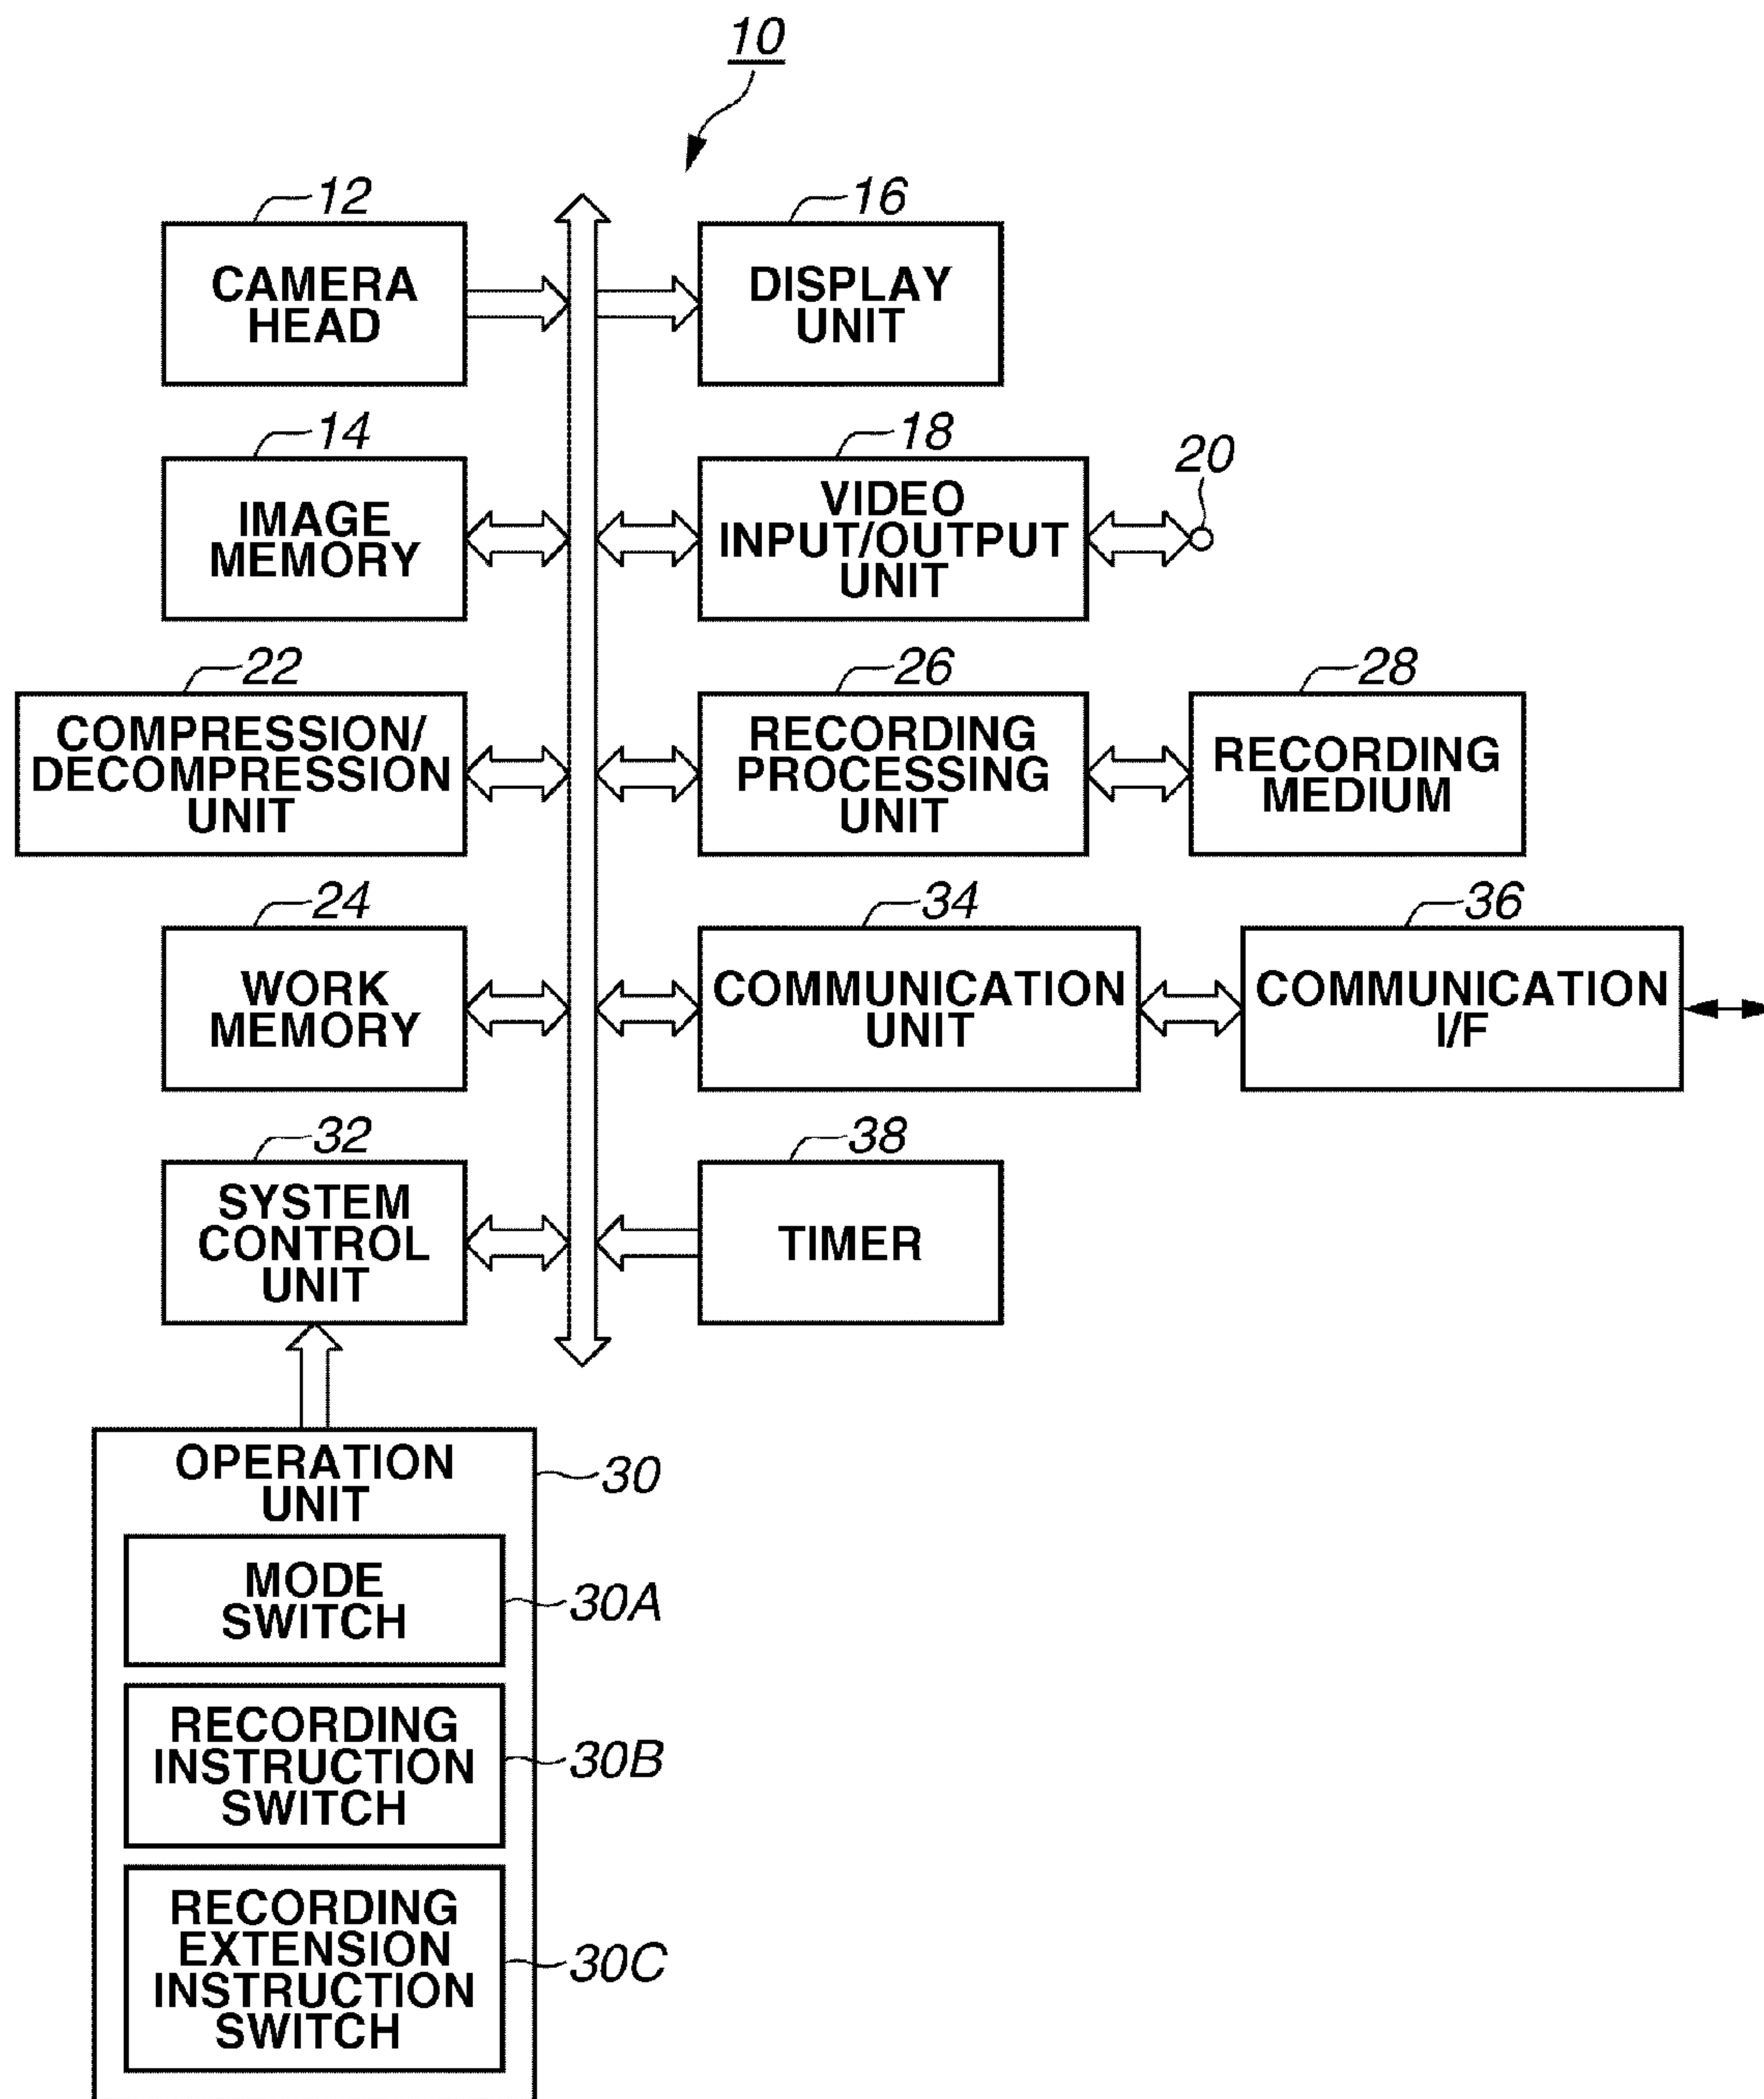 10
12
CAMERA
HEAD
16
DISPLAY
UNIT
14
IMAGE
MEMORY
18
VIDEO
INPUT/OUTPUT
UNIT
20
22
COMPRESSION/
DECOMPRESSION
UNIT
26
RECORDING
PROCESSING
UNIT
28
RECORDING
MEDIUM
24
WORK
MEMORY
34
COMMUNICATION
UNIT
36
COMMUNICATION
I/F
32
SYSTEM
CONTROL
UNIT
38
TIMER
OPERATION
UNIT
30
MODE
SWITCH
30A
RECORDING
INSTRUCTION
SWITCH
30B
RECORDING
EXTENSION
INSTRUCTION
SWITCH
30C